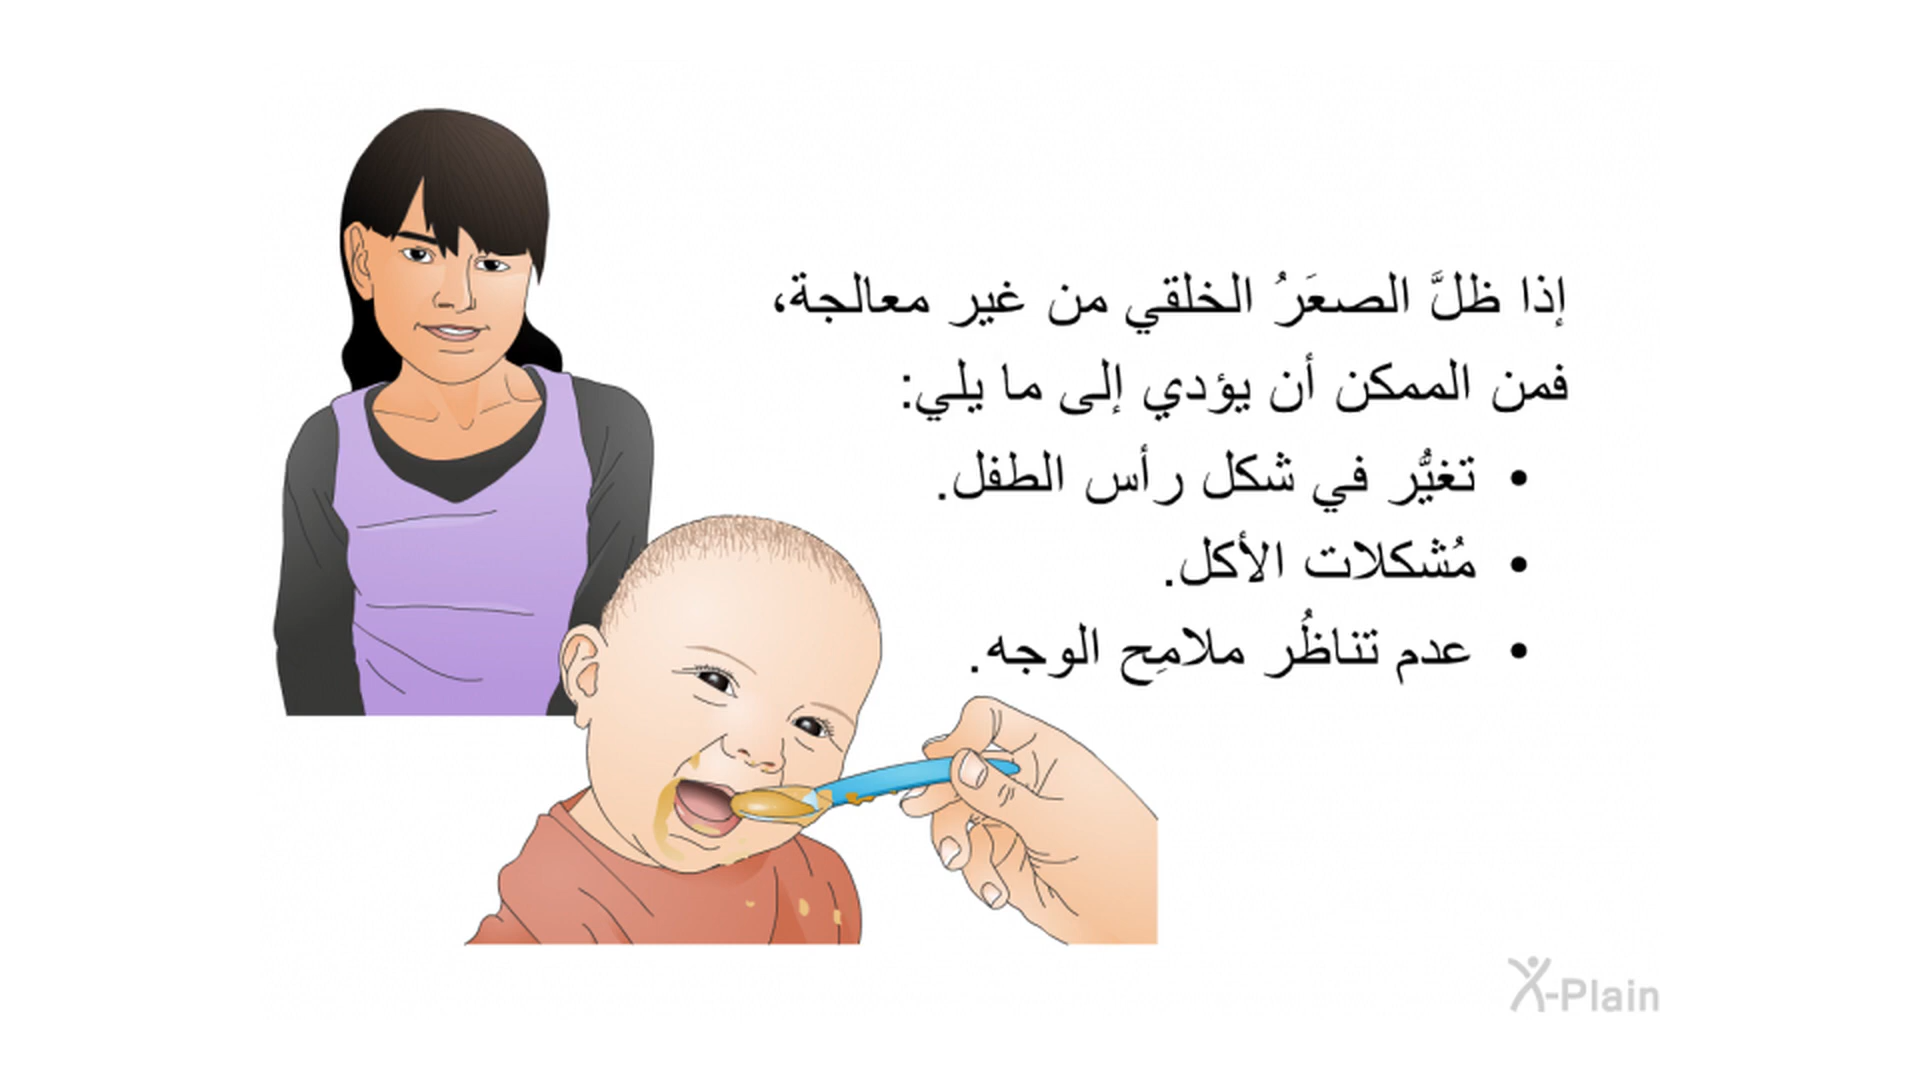 إذا ظلَّ الصعَرُ الخلقي من غير معالجة،
فمن الممكن أن يؤدي إلى ما يلي:
• تغيُّر في شكل رأس الطفل.
• مُشكلات الأكل.
• عدم تناظُر ملامِح الوجه.
X-Plain